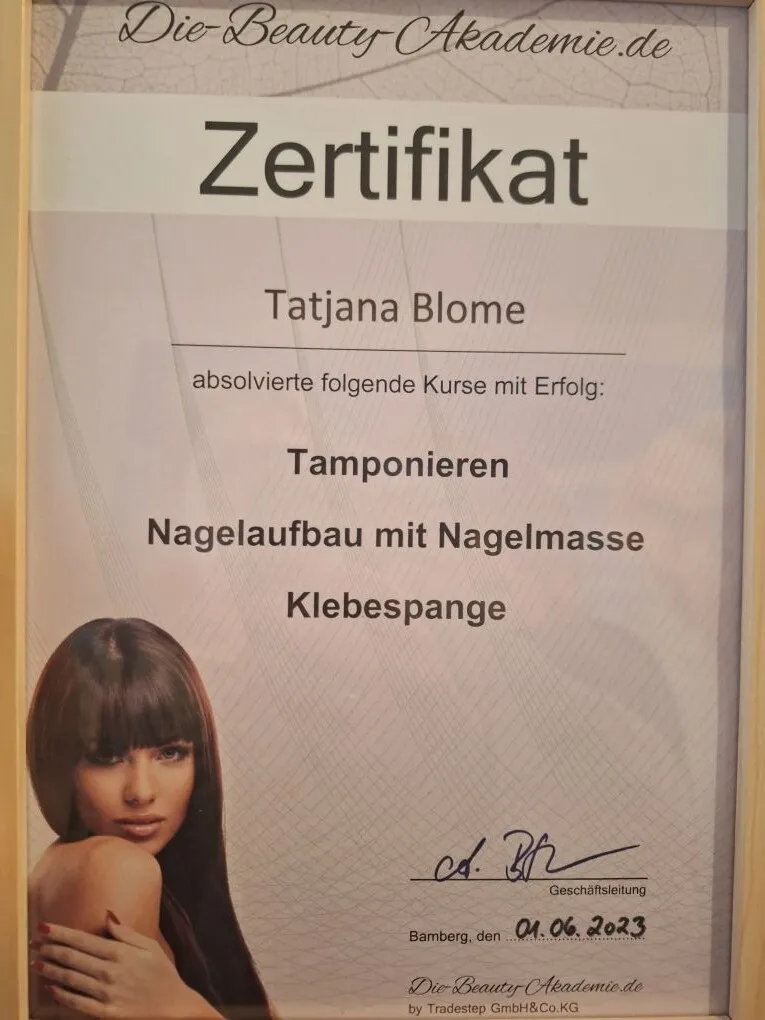 Die-Beauty-Akademie.de
Zertifikat
Tatjana Blome
absolvierte folgende Kurse mit Erfolg:
Tamponieren
Nagelaufbau mit Nagelmasse
Klebespange
Geschäftsleitung
Bamberg, den 01.06.2023
Die-Beauty-Akademie.de
by Tradestep GmbH&Co.KG